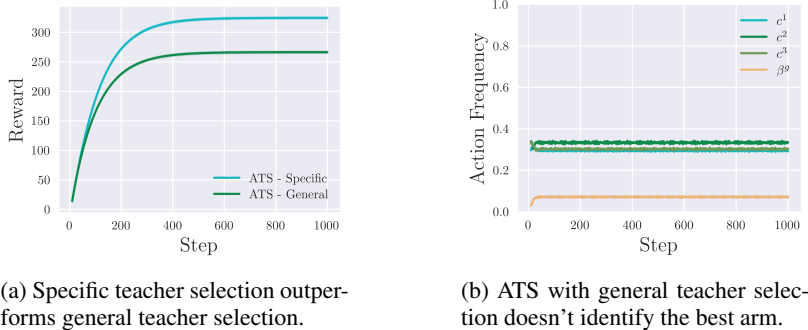 300
250
200
150
100
50
0
Reward
ATS - Specific
ATS - General
0 200 400 600 800 1000
Step
(a) Specific teacher selection outper-
forms general teacher selection.
1.0
0.8
0.6
0.4
0.2
0.0
Action Frequency
c¹
c²
c³
βᵍ
0 200 400 600 800 1000
Step
(b) ATS with general teacher selec-
tion doesn't identify the best arm.